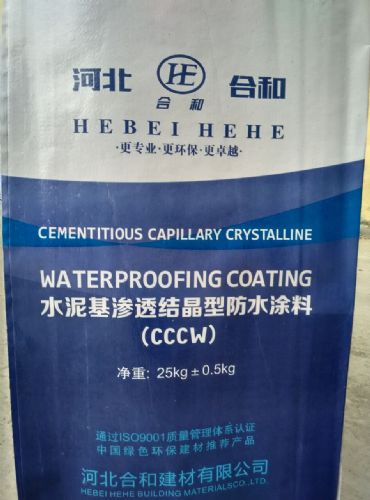 河北 HE 合和
合和
HEBEI HEHE
·更专业·更环保·更卓越·
CEMENTITIOUS CAPILLARY CRYSTALLINE
WATERPROOFING COATING
水泥基渗透结晶型防水涂料
(CCCW)
净重: 25kg±0.5kg
通过ISO9001质量管理体系认证
中国绿色环保建材推荐产品
河北合和建材有限公司
HEBEI HEHE BUILDING MATERIALSCO.,LTD.